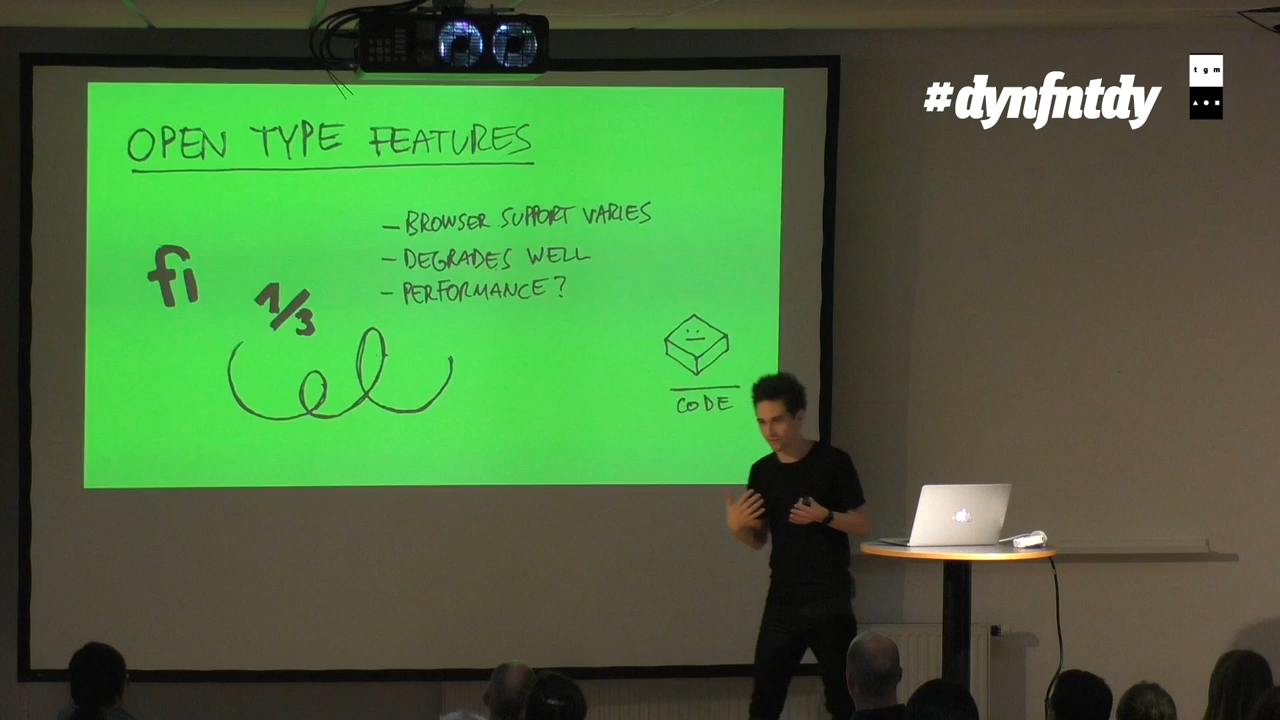 #dynfntdy
tgm
OPEN TYPE FEATURES
- BROWSER SUPPORT VARIES
- DEGRADES WELL
- PERFORMANCE?
fi
1/3
CODE